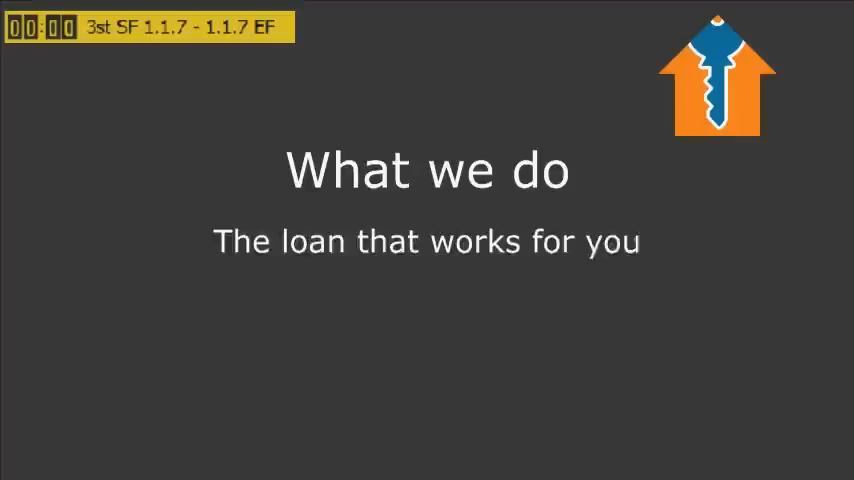 00:00 3st SF 1.1.7 - 1.1.7 EF
What we do
The loan that works for you